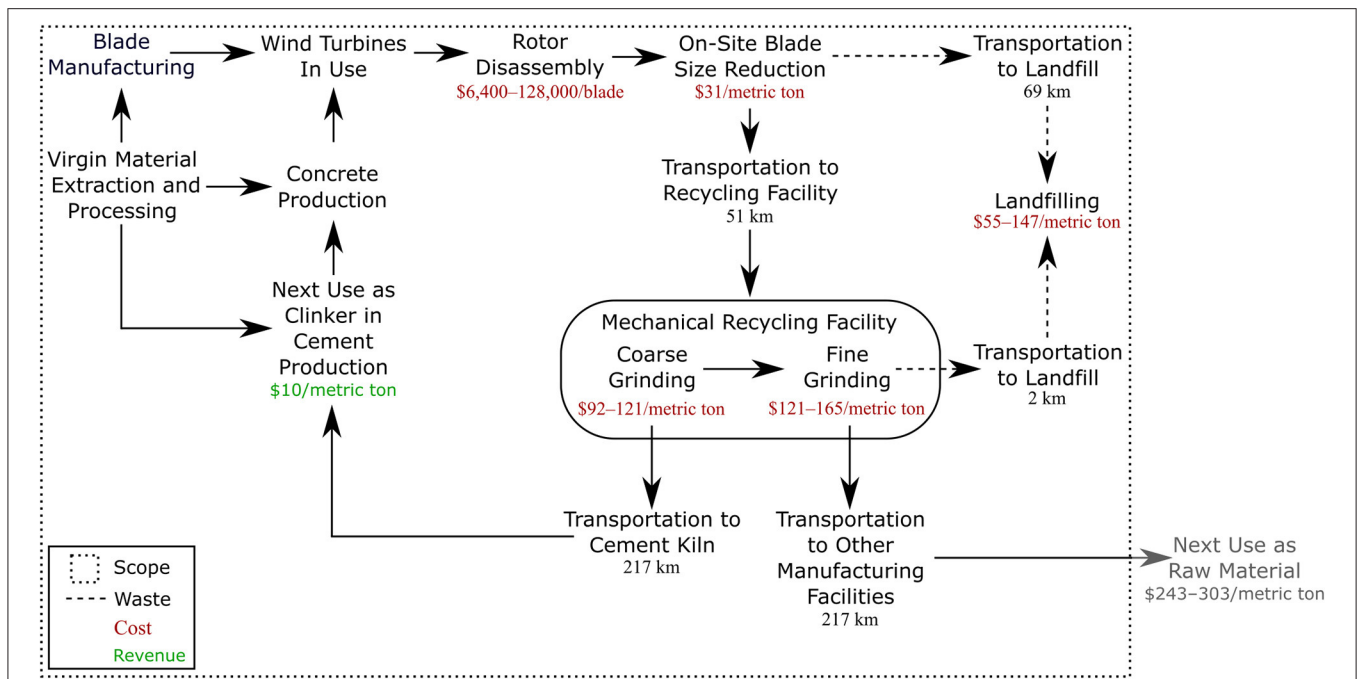 Blade
Manufacturing
Wind Turbines
In Use
Rotor
Disassembly
$6,400–128,000/blade
On-Site Blade
Size Reduction
$31/metric ton
Transportation
to Landfill
69 km
Virgin Material
Extraction and
Processing
Concrete
Production
Transportation to
Recycling Facility
51 km
Landfilling
$55–147/metric ton
Next Use as
Clinker in
Cement
Production
$10/metric ton
Mechanical Recycling Facility
Coarse
Grinding
$92–121/metric ton
Fine
Grinding
$121–165/metric ton
Transportation
to Landfill
2 km
Transportation to
Cement Kiln
217 km
Transportation
to Other
Manufacturing
Facilities
217 km
Next Use as
Raw Material
$243–303/metric ton
Scope
Waste
Cost
Revenue